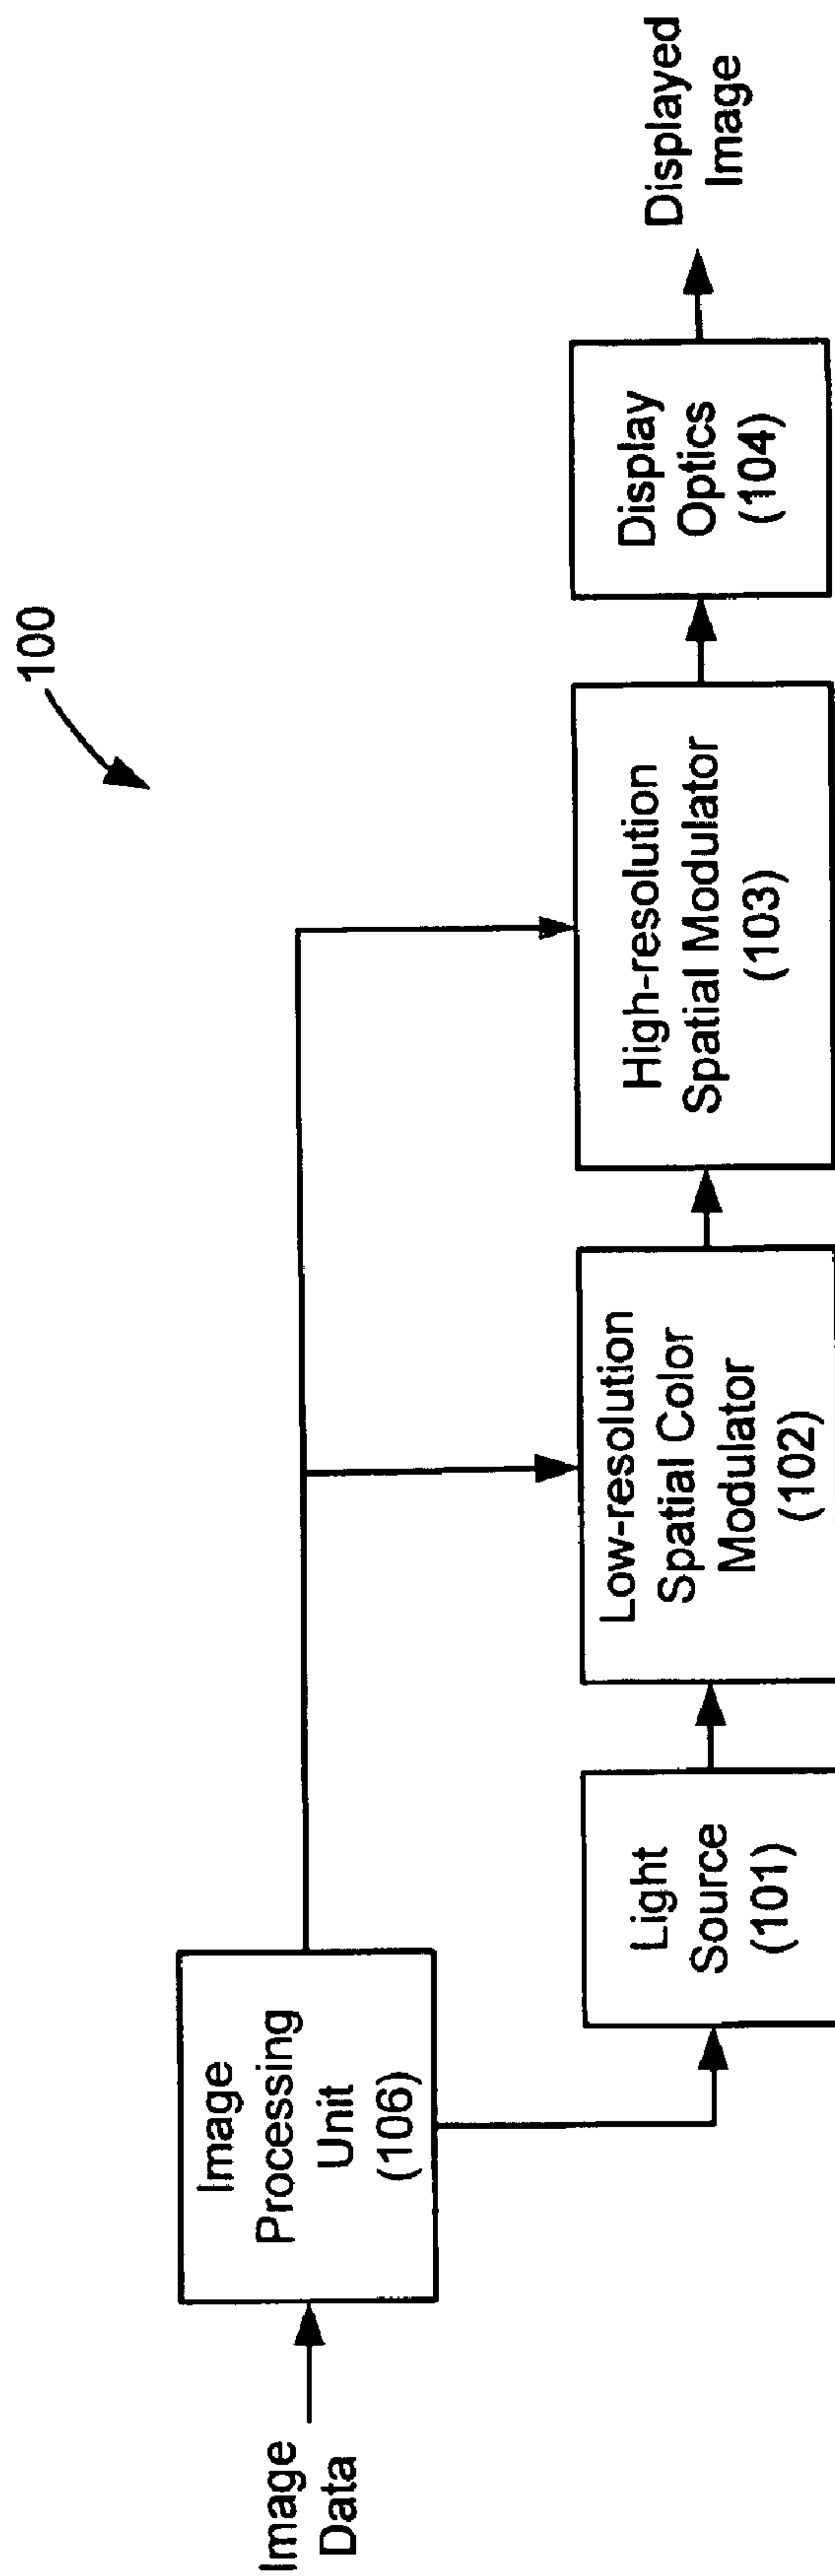 100
Image
Data
Image
Processing
Unit
(106)
Light
Source
(101)
Low-resolution
Spatial Color
Modulator
(102)
High-resolution
Spatial Modulator
(103)
Display
Optics
(104)
Displayed
Image